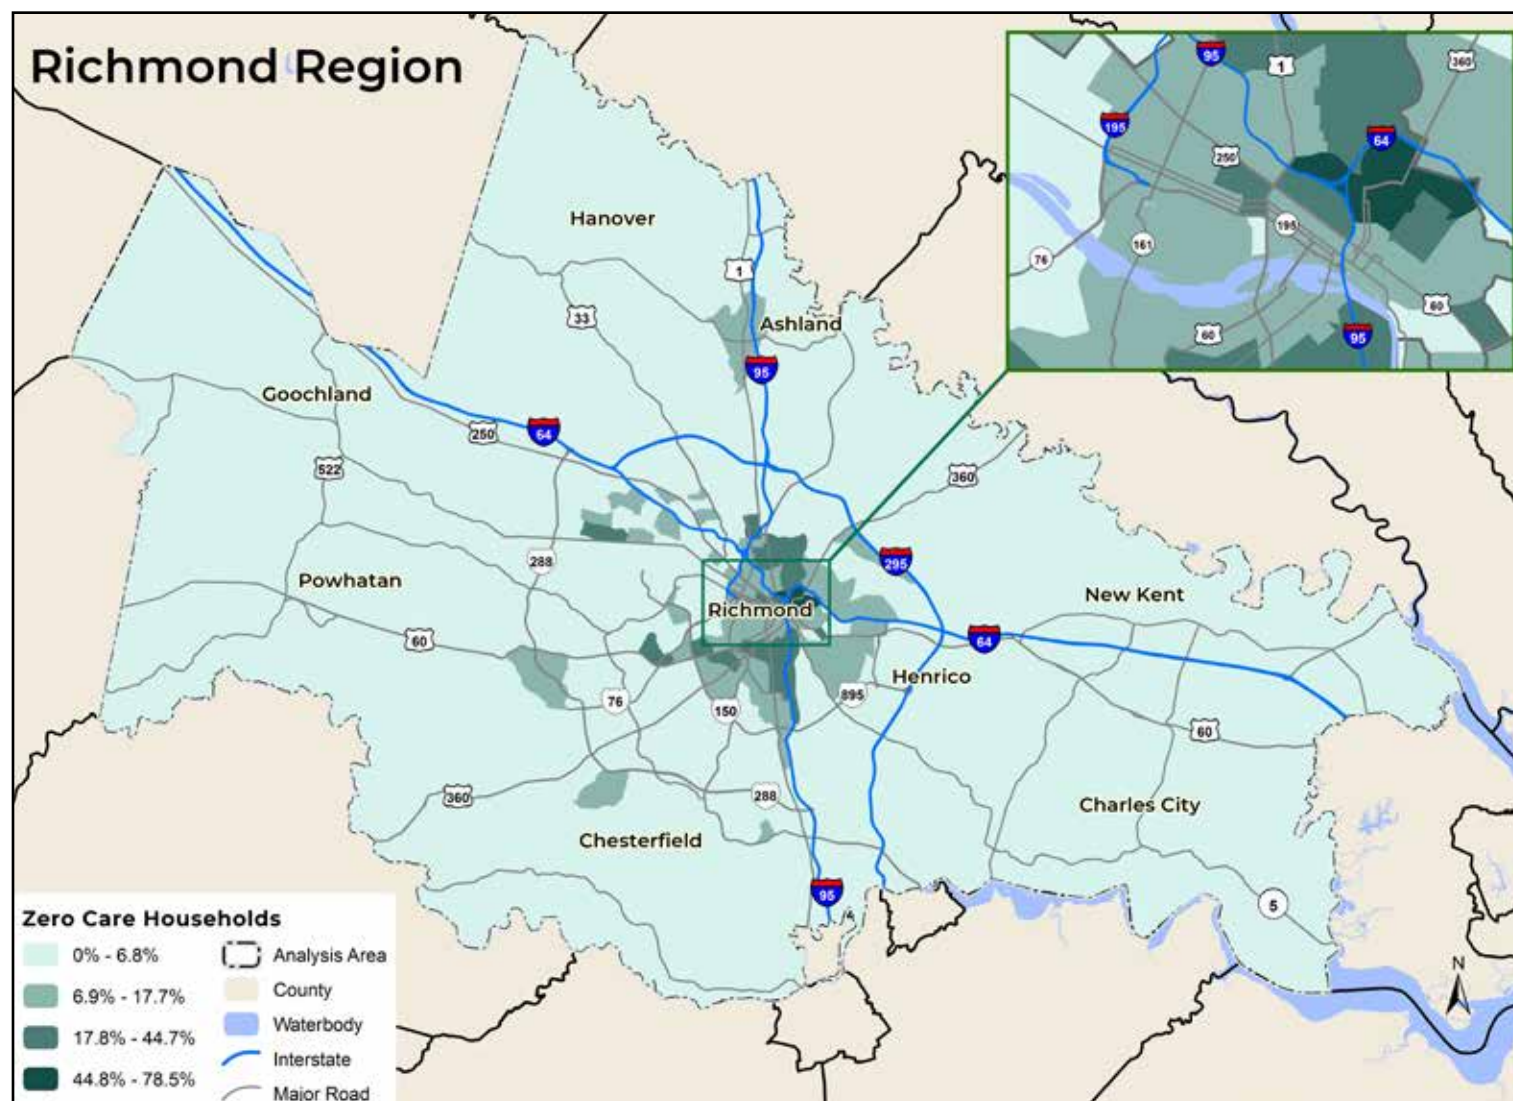 Richmond Region
95
1
360
195
64
250
195
161
76
60
60
95
Hanover
1
33
Ashland
95
Goochland
64
250
522
360
288
295
Powhatan
New Kent
Richmond
60
64
Henrico
76
150
895
60
360
288
Charles City
Chesterfield
95
5
N
Zero Care Households
0% - 6.8%
6.9% - 17.7%
17.8% - 44.7%
44.8% - 78.5%
Analysis Area
County
Waterbody
Interstate
Major Road